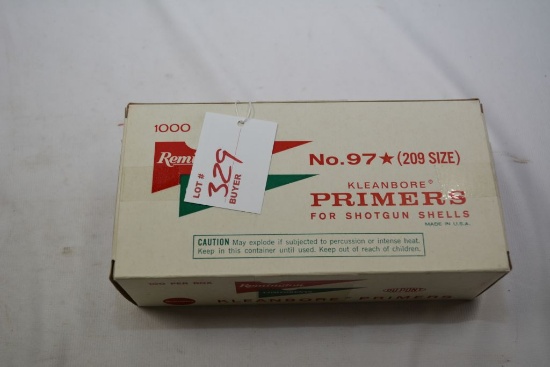 1000
LOT #
329
BUYER
No. 97★ (209 SIZE)
KLEANBORE®
PRIMERS
FOR SHOTGUN SHELLS
MADE IN U.S.A.
CAUTION May explode if subjected to percussion or intense heat.
Keep in this container until used. Keep out of reach of children.
KLEANBORE® PRIMERS
DU PONT